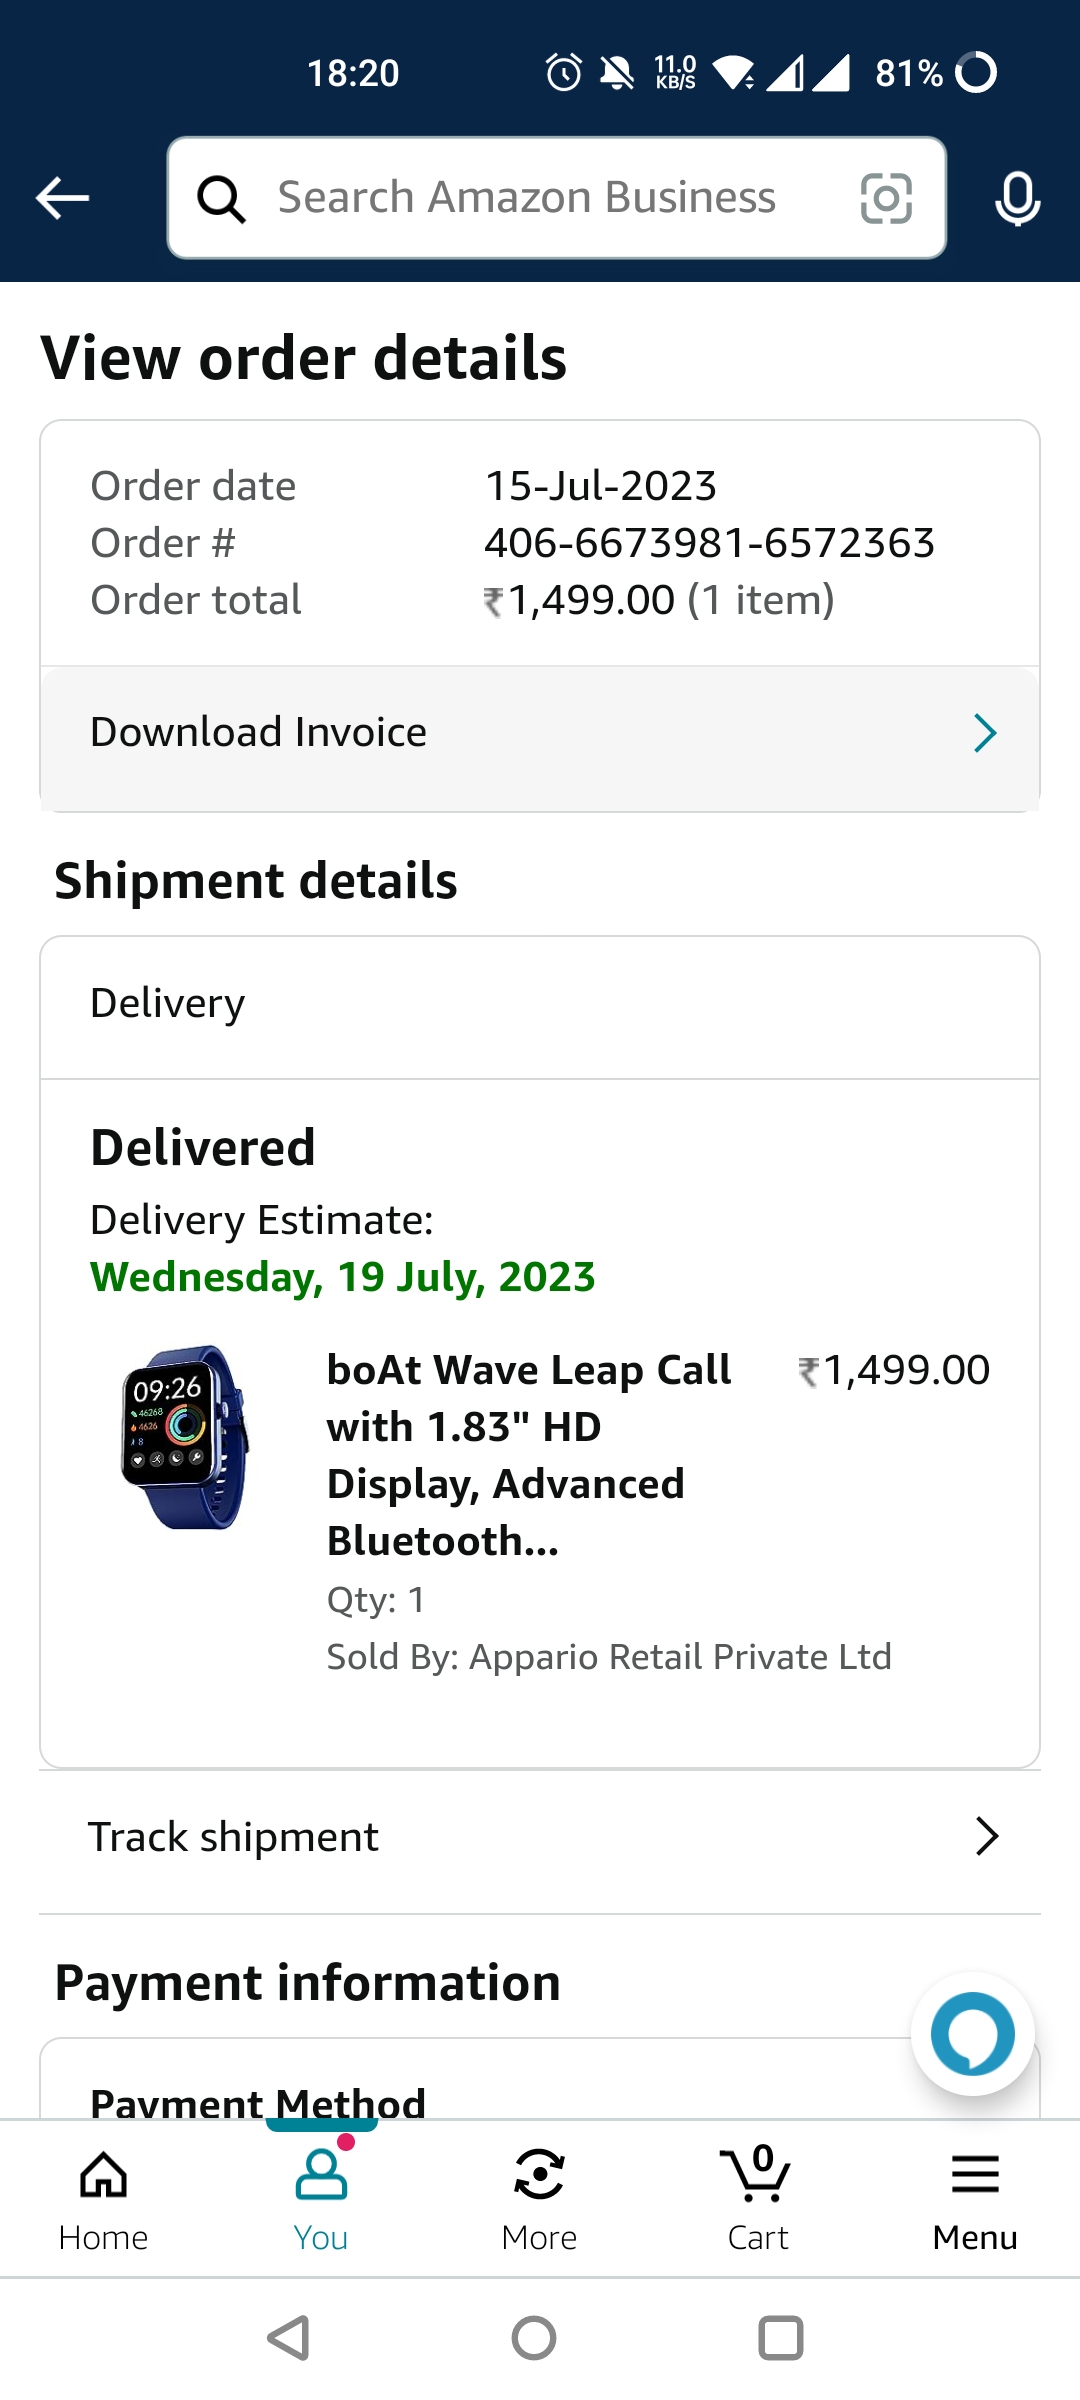 18:20
11.0
KB/S
81%
Search Amazon Business
View order details
Order date 15-Jul-2023
Order # 406-6673981-6572363
Order total ₹1,499.00 (1 item)
Download Invoice
Shipment details
Delivery
Delivered
Delivery Estimate:
Wednesday, 19 July, 2023
09:26
46268
4626
8
boAt Wave Leap Call ₹1,499.00
with 1.83" HD
Display, Advanced
Bluetooth...
Qty: 1
Sold By: Appario Retail Private Ltd
Track shipment
Payment information
Payment Method
0
Home You More Cart Menu